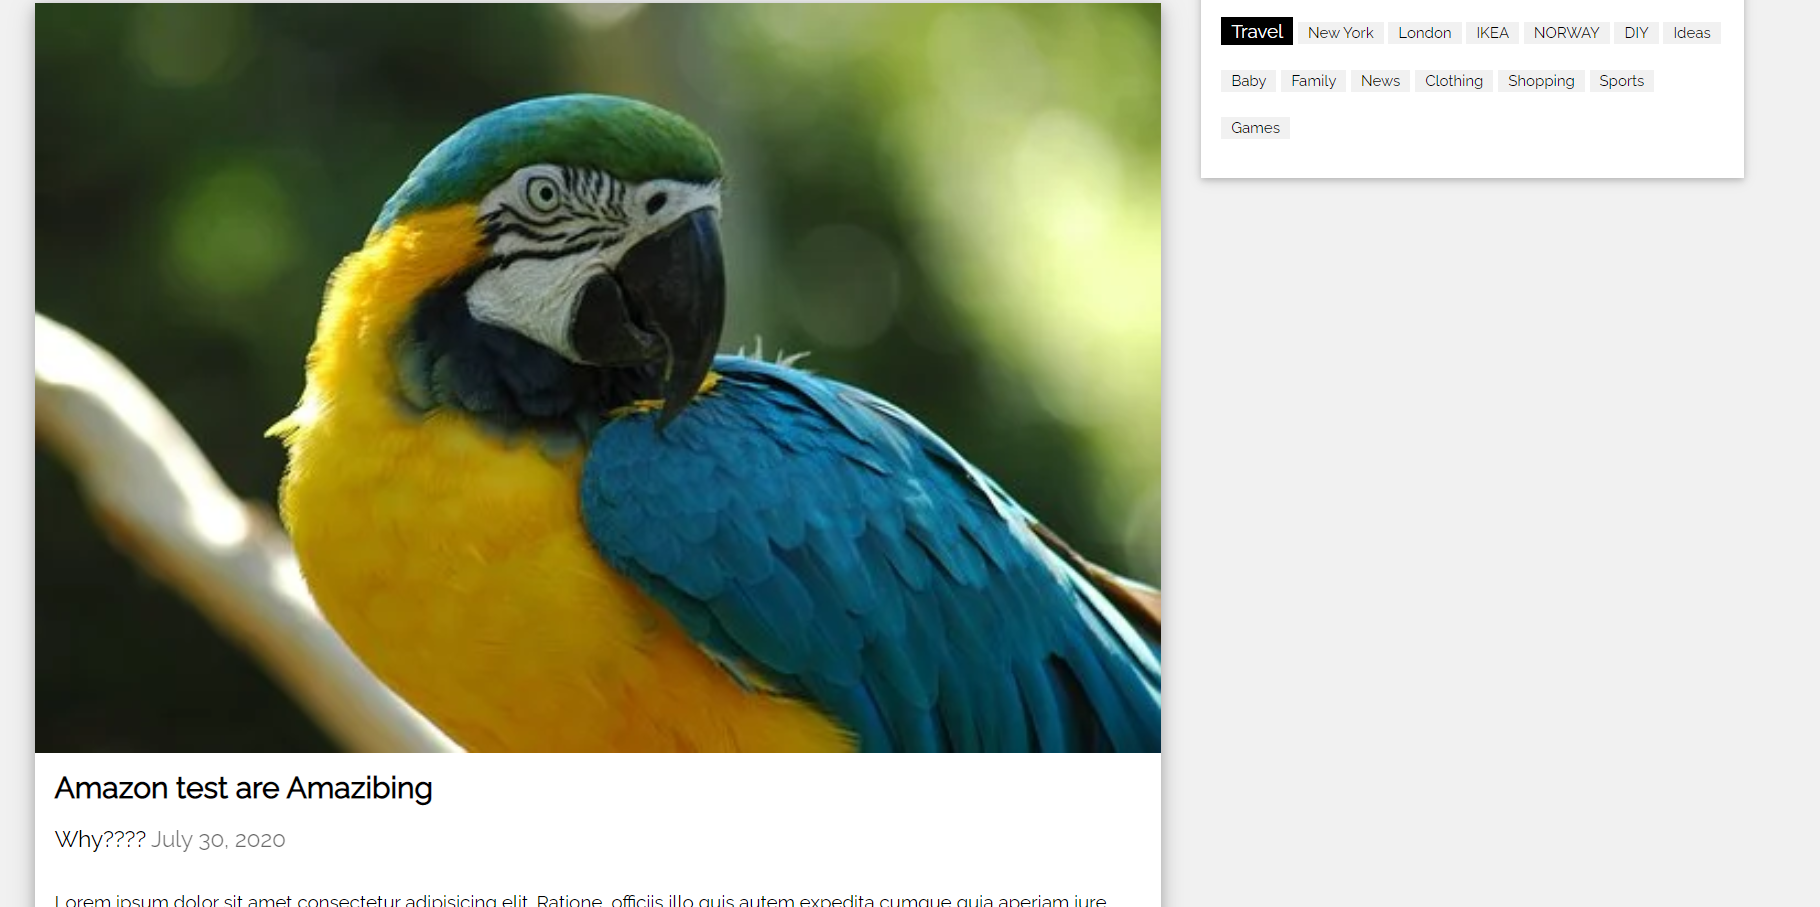 Travel New York London IKEA NORWAY DIY Ideas
Baby Family News Clothing Shopping Sports
Games
Amazon test are Amazibing
Why???? July 30, 2020
Lorem ipsum dolor sit amet consectetur adipisicing elit. Ratione, officiis illo quis autem expedita cumque quia aperiam iure